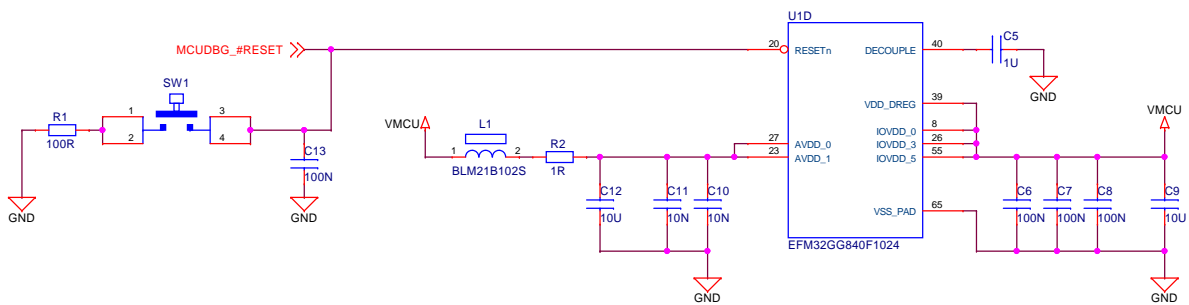 U1D
MCUDBG_#RESET
20
RESETn
DECOUPLE
40
C5
1U
GND
SW1
R1
100R
1
2
3
4
C13
100N
GND
GND
VMCU
L1
1
2
BLM21B102S
R2
1R
27
AVDD_0
23
AVDD_1
VDD_DREG
39
IOVDD_0
8
IOVDD_3
26
IOVDD_5
55
VMCU
VSS_PAD
65
C12
10U
C11
10N
C10
10N
GND
C6
100N
C7
100N
C8
100N
C9
10U
GND
EFM32GG840F1024